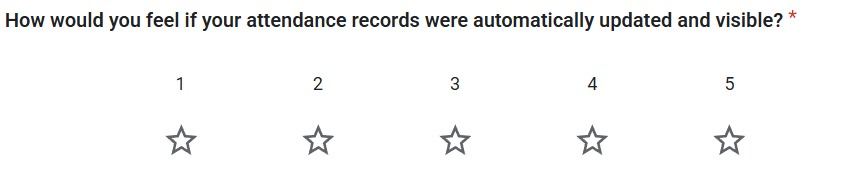 How would you feel if your attendance records were automatically updated and visible? *
1 2 3 4 5